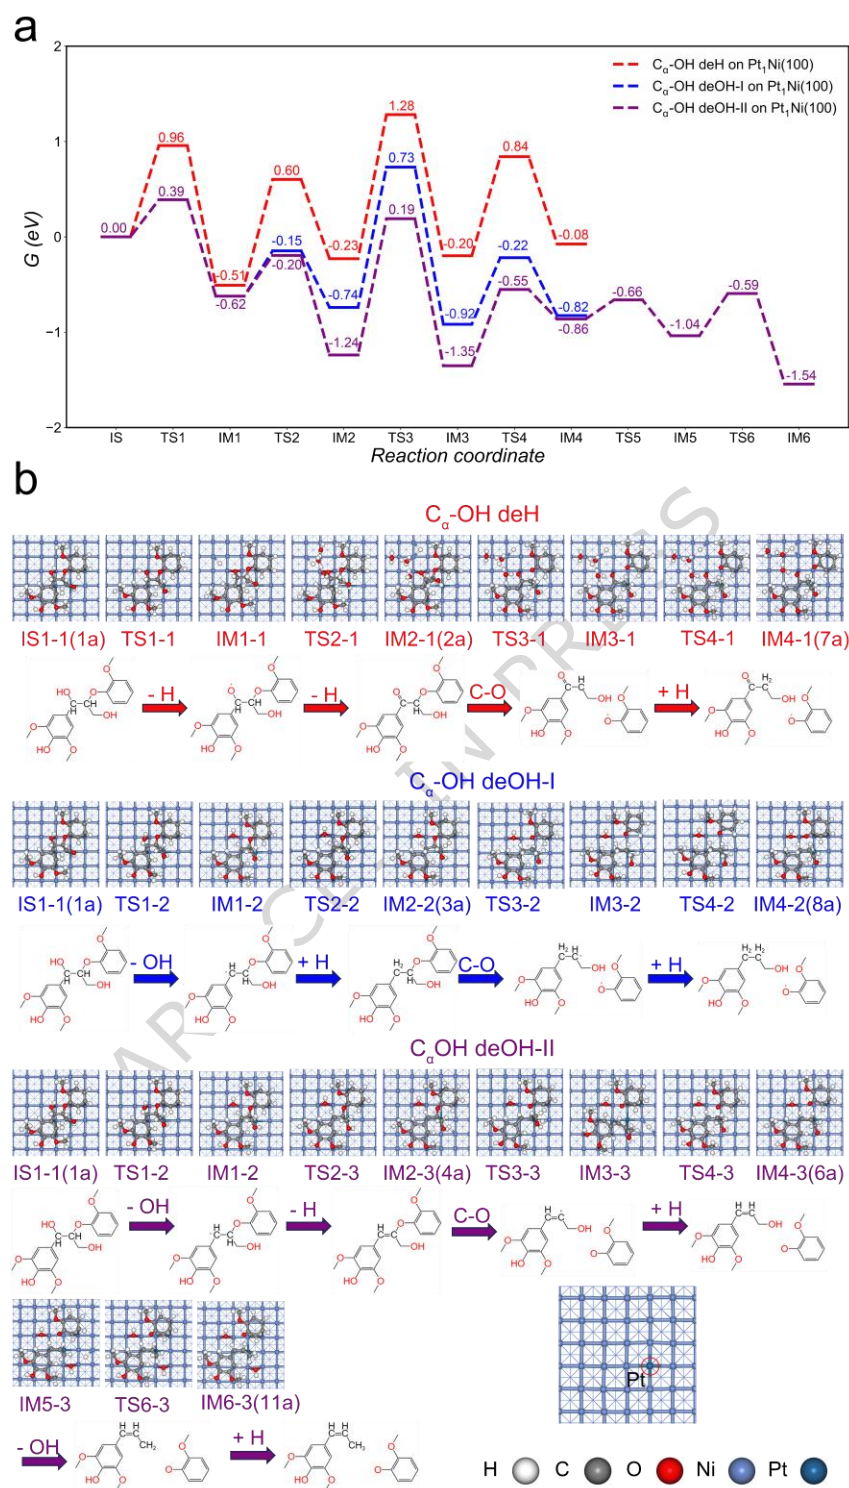 a
2
1
0
−1
−2
G (eV)
Cα-OH deH on Pt1Ni(100)
Cα-OH deOH-I on Pt1Ni(100)
Cα-OH deOH-II on Pt1Ni(100)
0.00
0.96
0.39
-0.51
-0.62
0.60
-0.15
-0.20
-0.23
-0.74
-1.24
1.28
0.73
0.19
-0.20
-0.92
-1.35
0.84
-0.22
-0.55
-0.08
-0.82
-0.86
-0.66
-1.04
-0.59
-1.54
IS TS1 IM1 TS2 IM2 TS3 IM3 TS4 IM4 TS5 IM5 TS6 IM6
Reaction coordinate
b
ARTICLE IN PRESS
Cα-OH deH
IS1-1(1a) TS1-1 IM1-1 TS2-1 IM2-1(2a) TS3-1 IM3-1 TS4-1 IM4-1(7a)
- H - H C-O + H
Cα-OH deOH-I
IS1-1(1a) TS1-2 IM1-2 TS2-2 IM2-2(3a) TS3-2 IM3-2 TS4-2 IM4-2(8a)
- OH + H C-O + H
CαOH deOH-II
IS1-1(1a) TS1-2 IM1-2 TS2-3 IM2-3(4a) TS3-3 IM3-3 TS4-3 IM4-3(6a)
- OH - H C-O + H
IM5-3 TS6-3 IM6-3(11a)
Pt
- OH + H
H C O Ni Pt